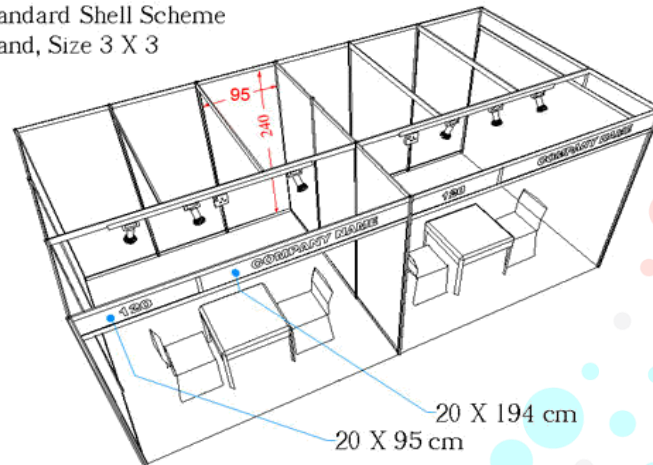 andard Shell Scheme
and, Size 3 X 3
95
240
COMPANY NAME
120
COMPANY NAME
120
20 X 194 cm
20 X 95 cm